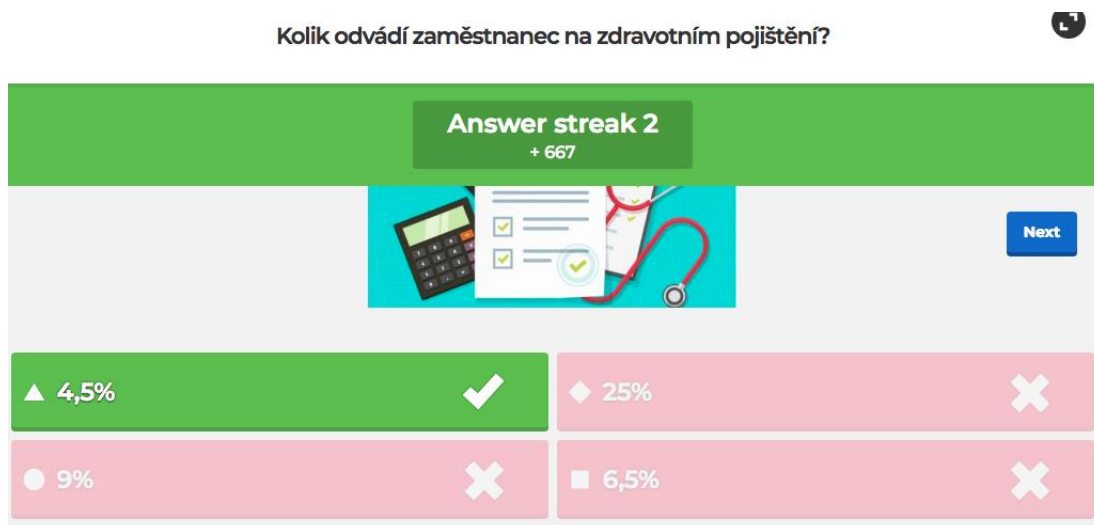 Kolik odvádí zaměstnanec na zdravotním pojištění?
Answer streak 2
+ 667
Next
4,5%
25%
9%
6,5%